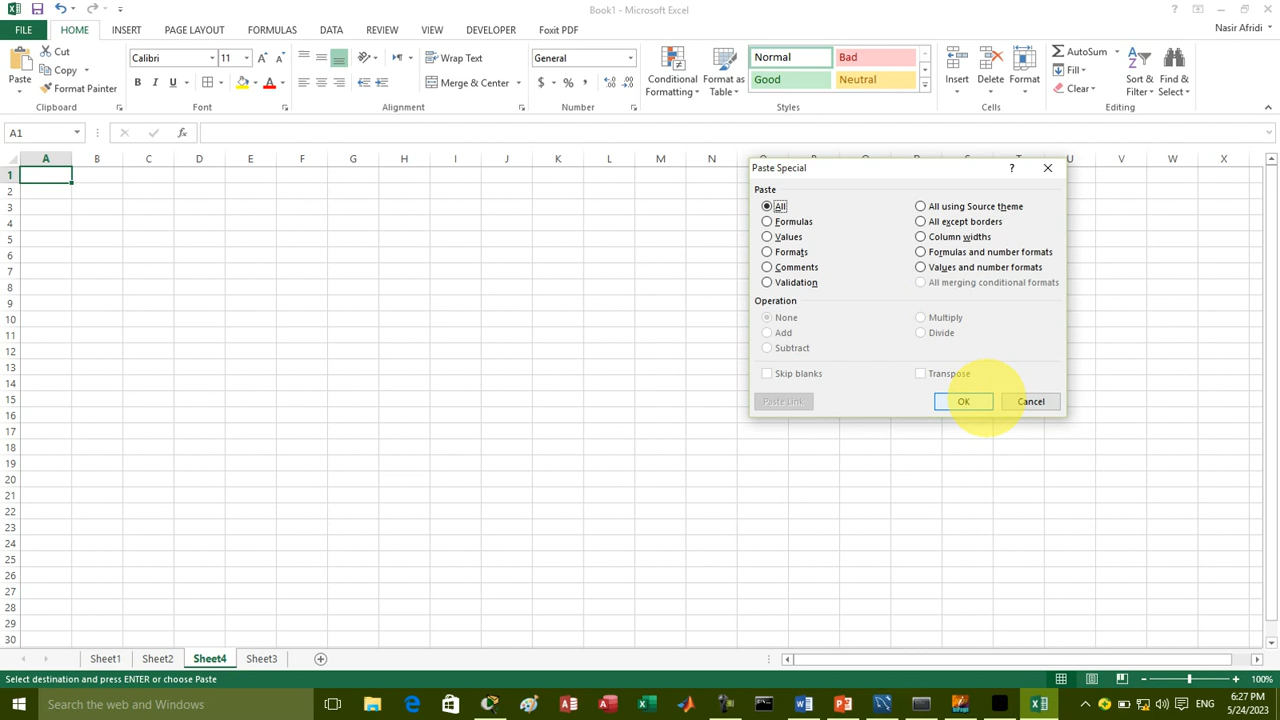 Book1 - Microsoft Excel
FILE HOME INSERT PAGE LAYOUT FORMULAS DATA REVIEW VIEW DEVELOPER Foxit PDF Nasir Afridi
Paste
Cut
Copy
Format Painter
Clipboard
Calibri 11
B I U
Font
Wrap Text
Merge & Center
Alignment
General
$ % ,
Number
Conditional Formatting
Format as Table
Normal Bad
Good Neutral
Styles
Insert Delete Format
Cells
AutoSum
Fill
Clear
Sort & Filter
Find & Select
Editing
A1 fx
A B C D E F G H I J K L M N O P Q R S T U V W X
1
2
3
4
5
6
7
8
9
10
11
12
13
14
15
16
17
18
19
20
21
22
23
24
25
26
27
28
29
30
Paste Special ?
Paste
All All using Source theme
Formulas All except borders
Values Column widths
Formats Formulas and number formats
Comments Values and number formats
Validation All merging conditional formats
Operation
None Multiply
Add Divide
Subtract
Skip blanks Transpose
Paste Link OK Cancel
Sheet1 Sheet2 Sheet4 Sheet3
Select destination and press ENTER or choose Paste 100%
Search the web and Windows
6:27 PM
5/24/2023